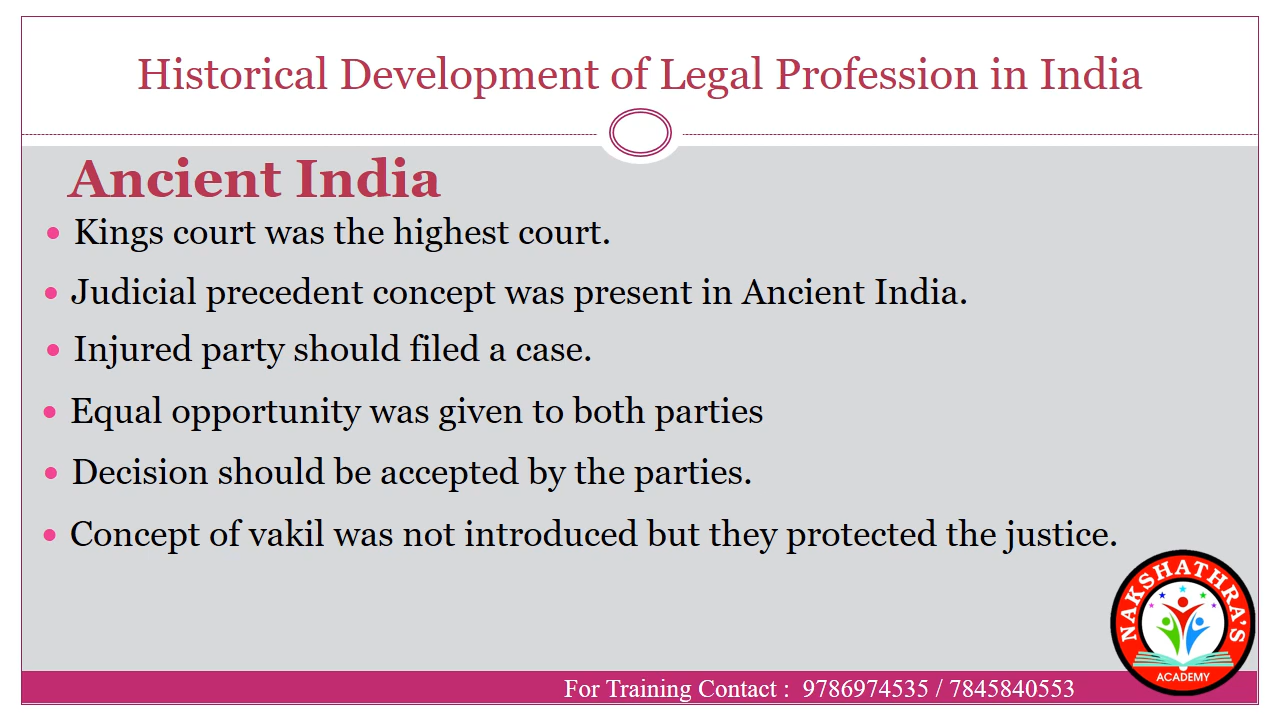 Historical Development of Legal Profession in India
Ancient India
Kings court was the highest court.
Judicial precedent concept was present in Ancient India.
Injured party should filed a case.
Equal opportunity was given to both parties
Decision should be accepted by the parties.
Concept of vakil was not introduced but they protected the justice.
NAKSHATHRA'S
ACADEMY
For Training Contact : 9786974535 / 7845840553